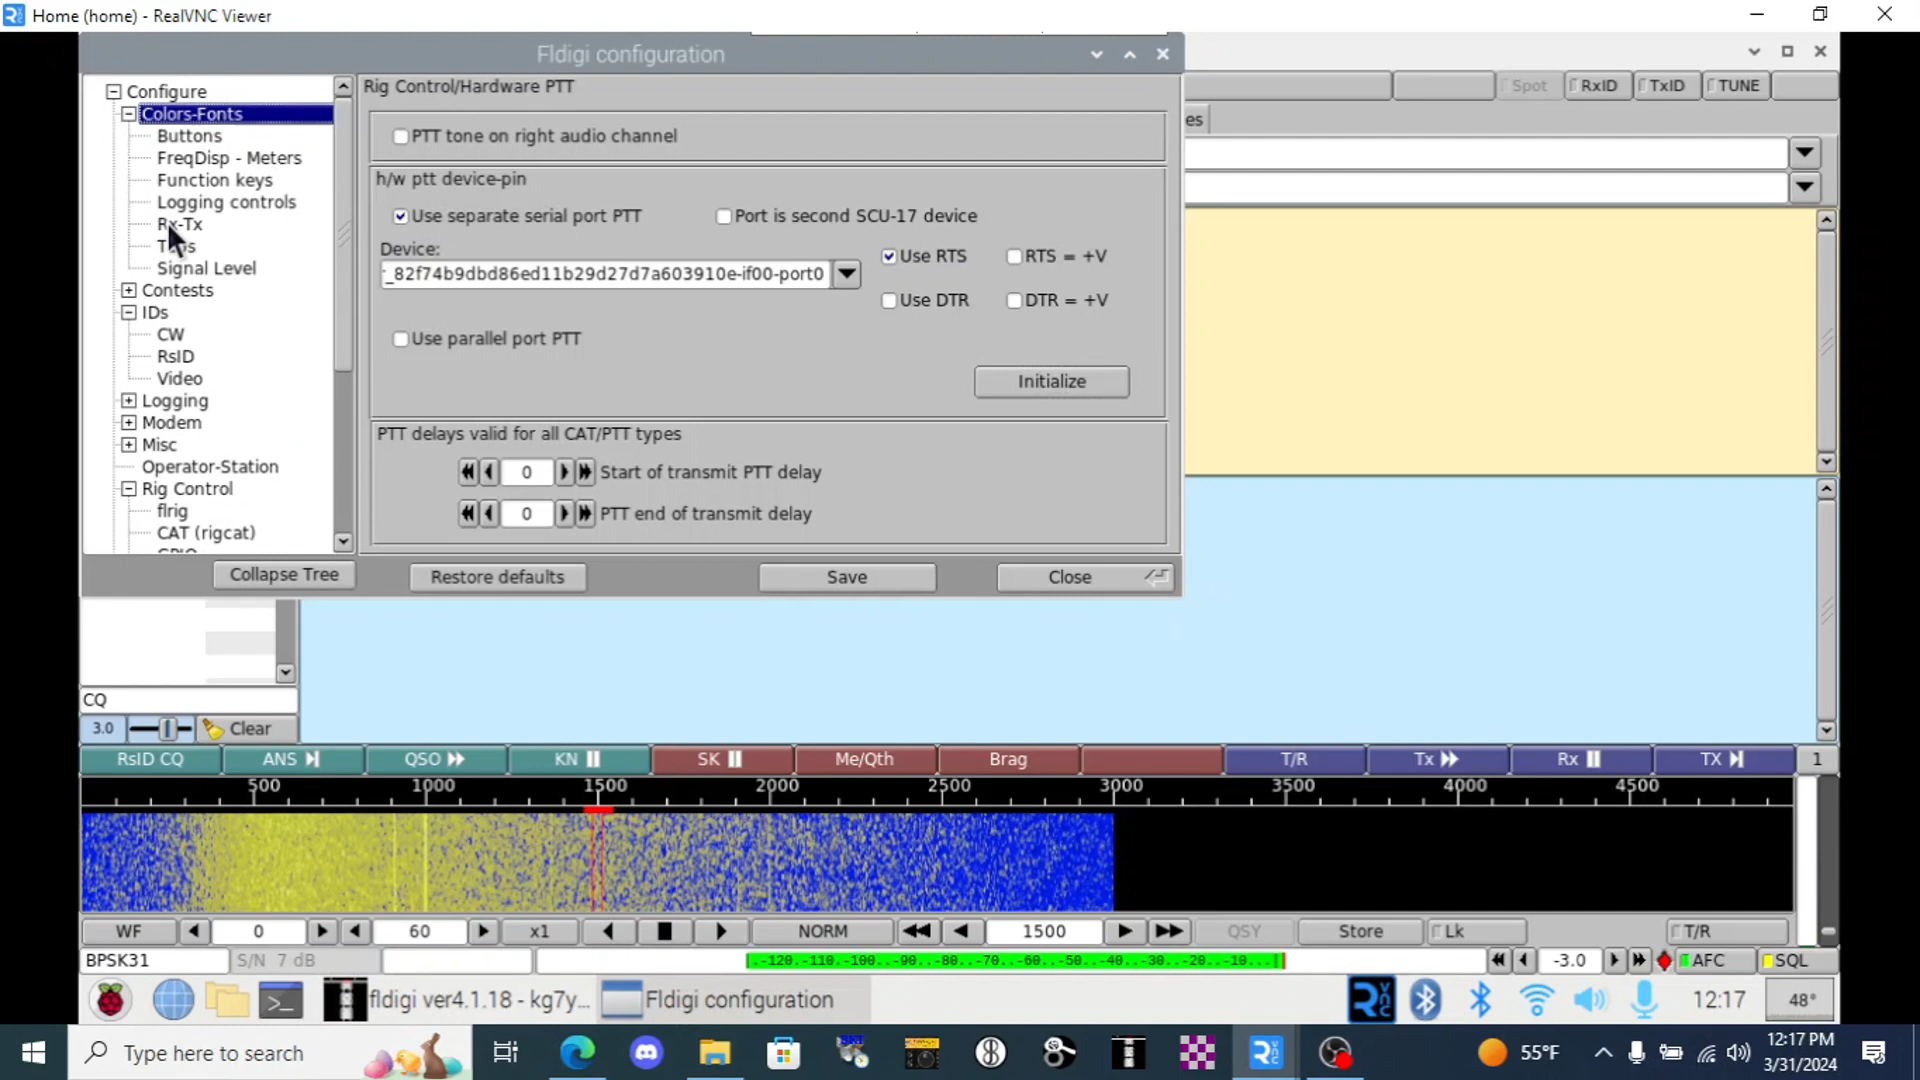 Home (home) - RealVNC Viewer
Fldigi configuration
Configure
Colors-Fonts
Buttons
FreqDisp - Meters
Function keys
Logging controls
Rx-Tx
Signal Level
Contests
IDs
CW
RsID
Video
Logging
Modem
Misc
Operator-Station
Rig Control
flrig
CAT (rigcat)
GPIO
Collapse Tree
Rig Control/Hardware PTT
PTT tone on right audio channel
h/w ptt device-pin
Use separate serial port PTT
Port is second SCU-17 device
Device:
_82f74b9dbd86ed11b29d27d7a603910e-if00-port0
Use RTS
RTS = +V
Use DTR
DTR = +V
Use parallel port PTT
Initialize
PTT delays valid for all CAT/PTT types
0 Start of transmit PTT delay
0 PTT end of transmit delay
Restore defaults
Save
Close
Spot
RxID
TxID
TUNE
es
CQ
3.0
Clear
RsID CQ ANS QSO KN SK Me/Qth Brag T/R Tx Rx TX 1
500 1000 1500 2000 2500 3000 3500 4000 4500
WF 0 60 x1 NORM 1500 QSY Store Lk T/R
BPSK31 S/N 7 dB .-120.-110.-100..-90..-80..-70..-60..-50..-40..-30..-20..-10... -3.0 AFC SQL
fldigi ver4.1.18 - kg7y... Fldigi configuration 12:17 48°
Type here to search 55°F 12:17 PM
3/31/2024